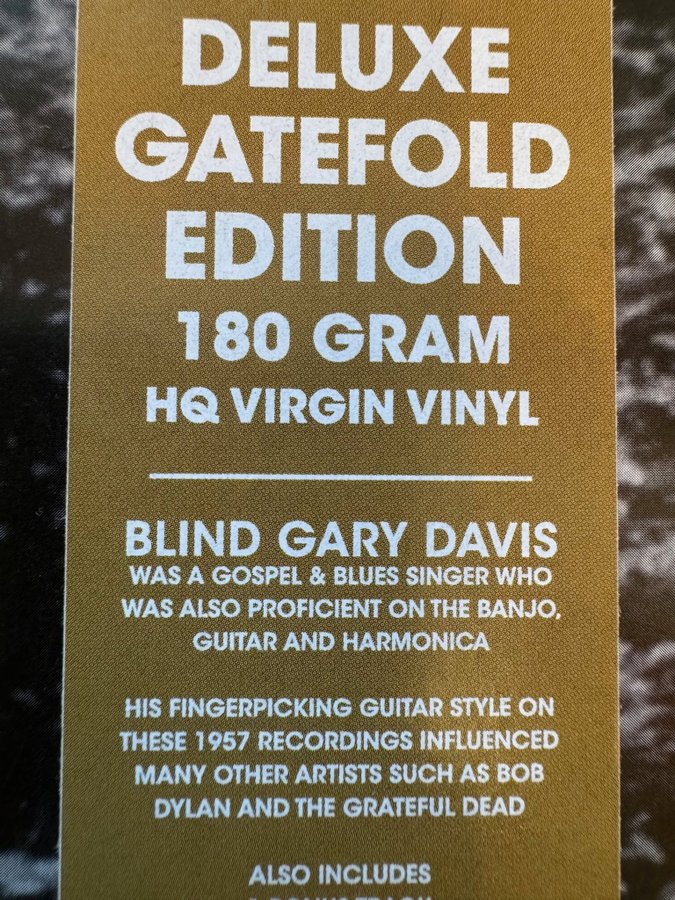 DELUXE
GATEFOLD
EDITION
180 GRAM
HQ VIRGIN VINYL
BLIND GARY DAVIS
WAS A GOSPEL & BLUES SINGER WHO
WAS ALSO PROFICIENT ON THE BANJO,
GUITAR AND HARMONICA
HIS FINGERPICKING GUITAR STYLE ON
THESE 1957 RECORDINGS INFLUENCED
MANY OTHER ARTISTS SUCH AS BOB
DYLAN AND THE GRATEFUL DEAD
ALSO INCLUDES